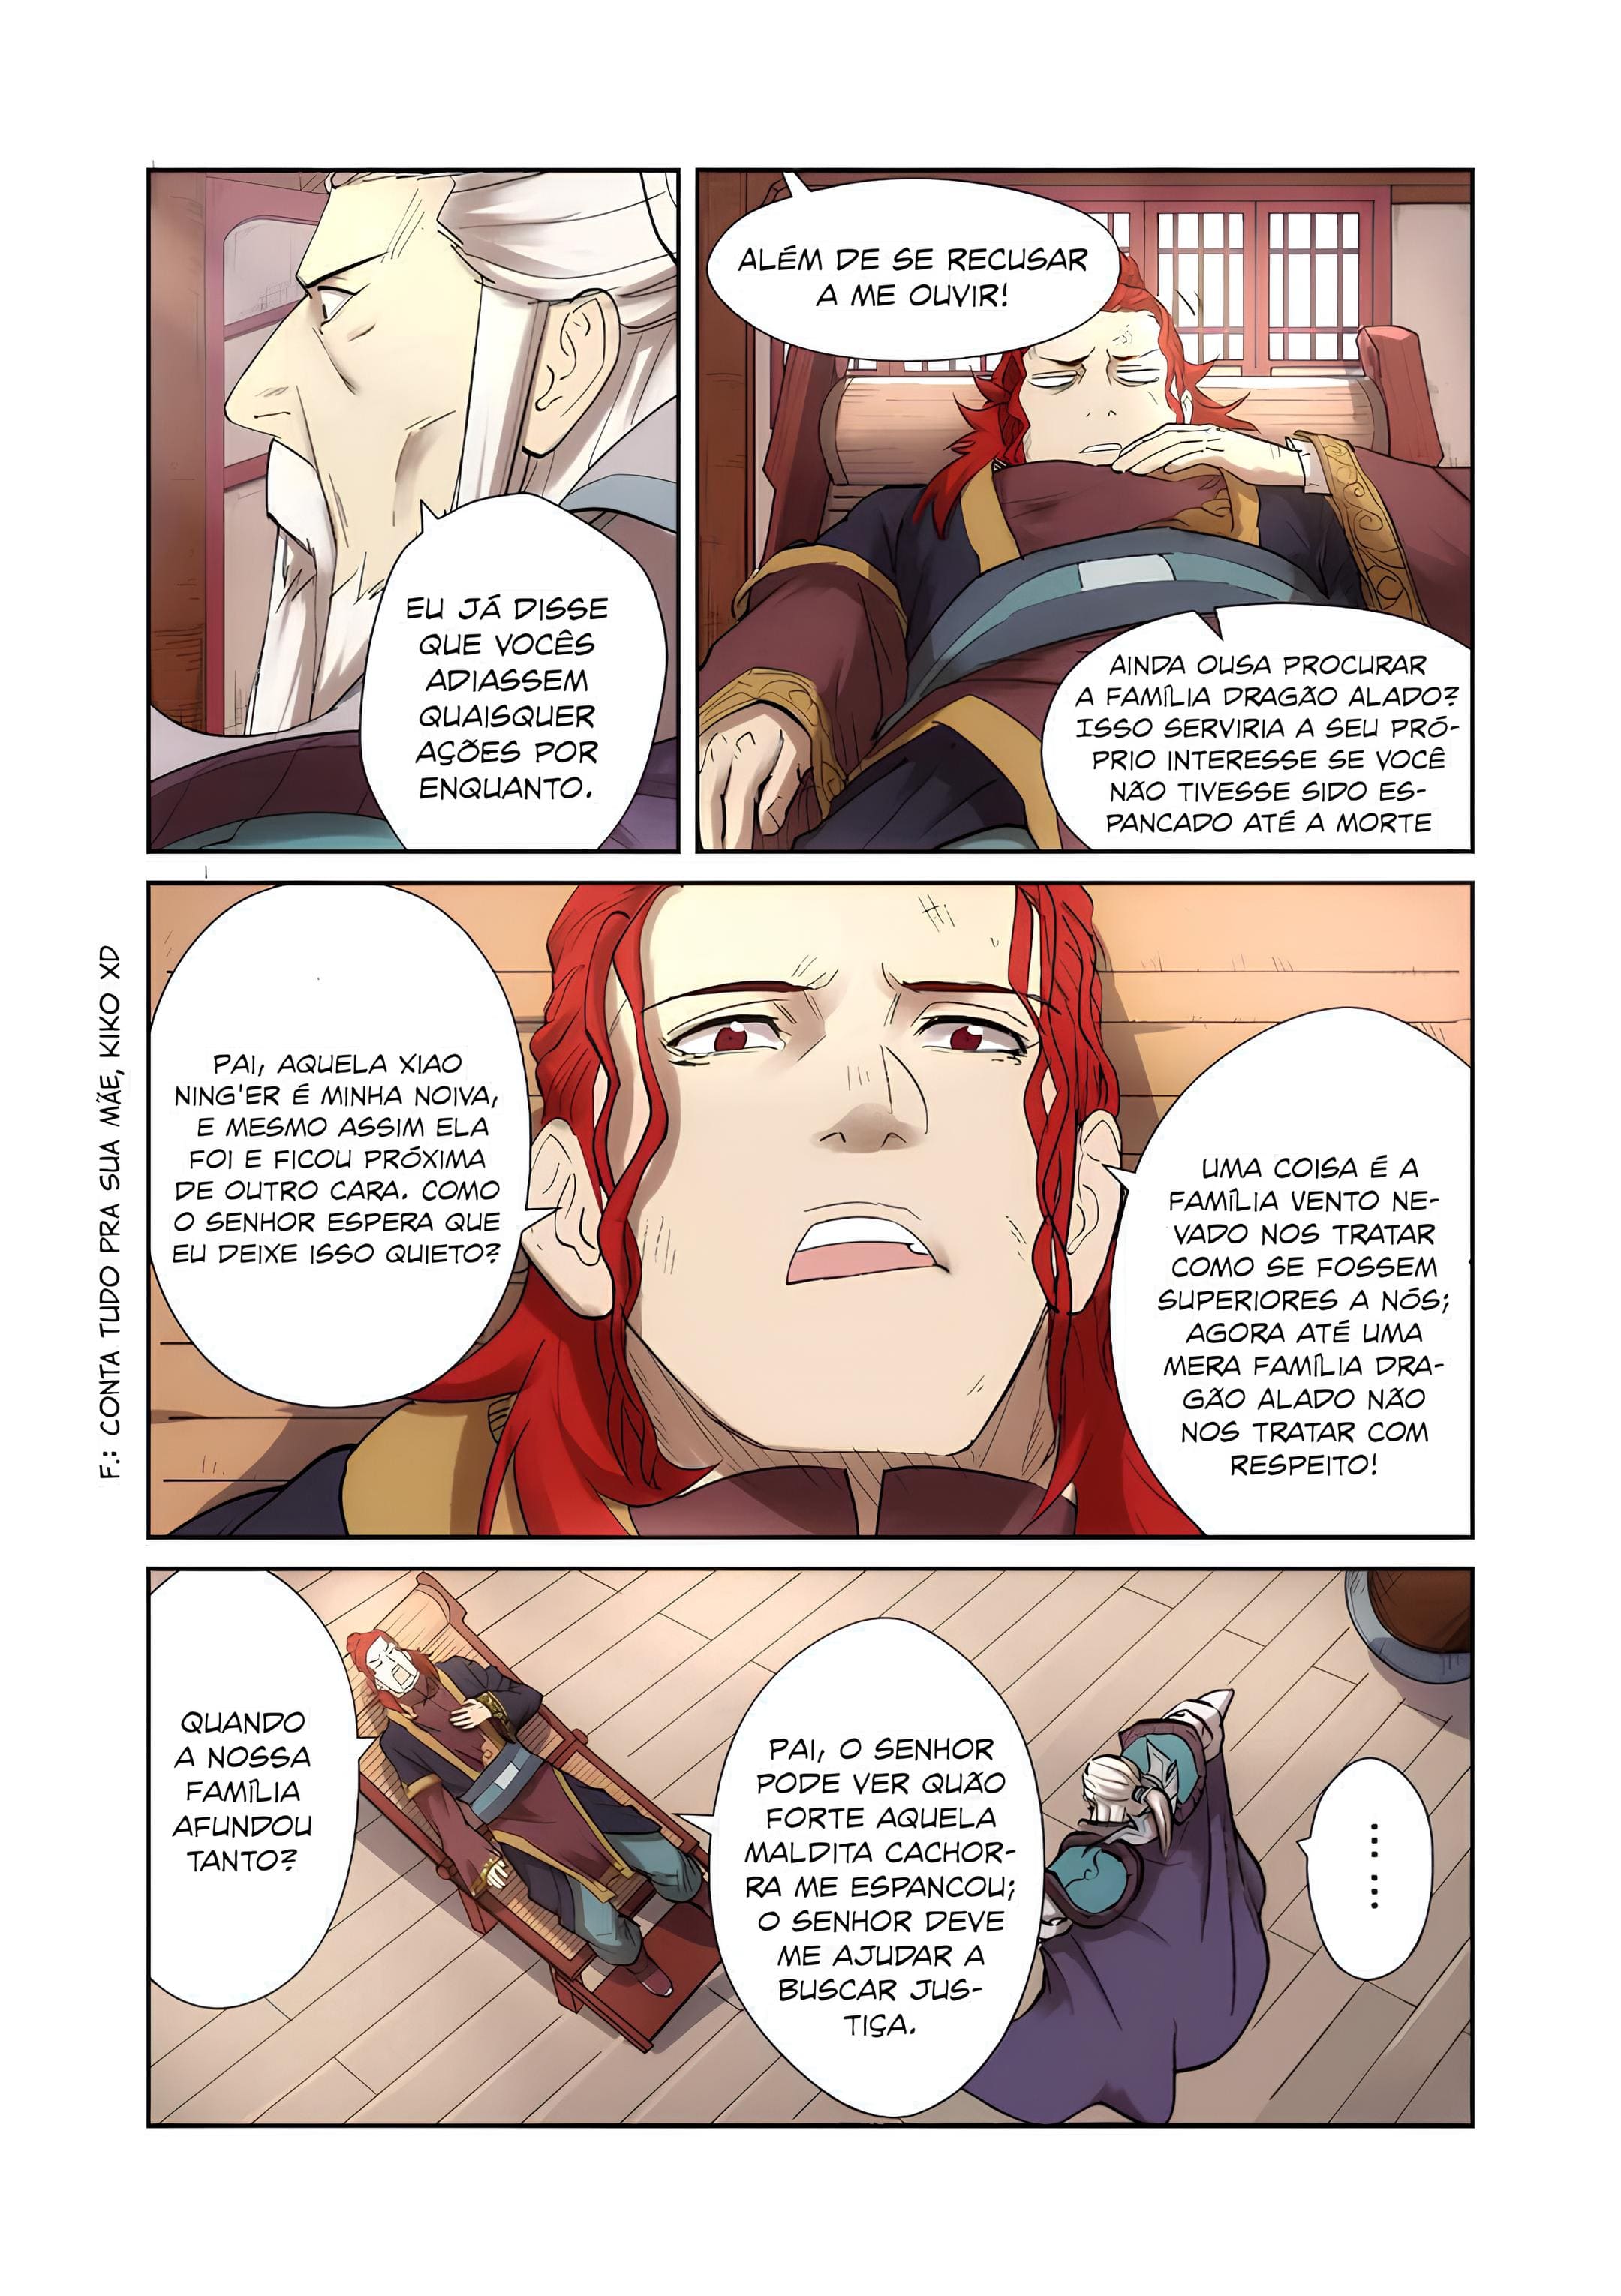 EU JÁ DISSE
QUE VOCÊS
ADIASSEM
QUAISQUER
AÇÕES POR
ENQUANTO.
ALÉM DE SE RECUSAR
A ME OUVIR!
AINDA OUSA PROCURAR
A FAMÍLIA DRAGÃO ALADO?
ISSO SERVIRIA A SEU PRÓ-
PRIO INTERESSE SE VOCÊ
NÃO TIVESSE SIDO ES-
PANCADO ATÉ A MORTE
F.: CONTA TUDO PRA SUA MÃE, KIKO XD
PAI, AQUELA XIAO
NING'ER É MINHA NOIVA,
E MESMO ASSIM ELA
FOI E FICOU PRÓXIMA
DE OUTRO CARA. COMO
O SENHOR ESPERA QUE
EU DEIXE ISSO QUIETO?
UMA COISA É A
FAMÍLIA VENTO NE-
VADO NOS TRATAR
COMO SE FOSSEM
SUPERIORES A NÓS;
AGORA ATÉ UMA
MERA FAMÍLIA DRA-
GÃO ALADO NÃO
NOS TRATAR COM
RESPEITO!
QUANDO
A NOSSA
FAMÍLIA
AFUNDOU
TANTO?
PAI, O SENHOR
PODE VER QUÃO
FORTE AQUELA
MALDITA CACHOR-
RA ME ESPANCOU;
O SENHOR DEVE
ME AJUDAR A
BUSCAR JUS-
TIÇA.
......